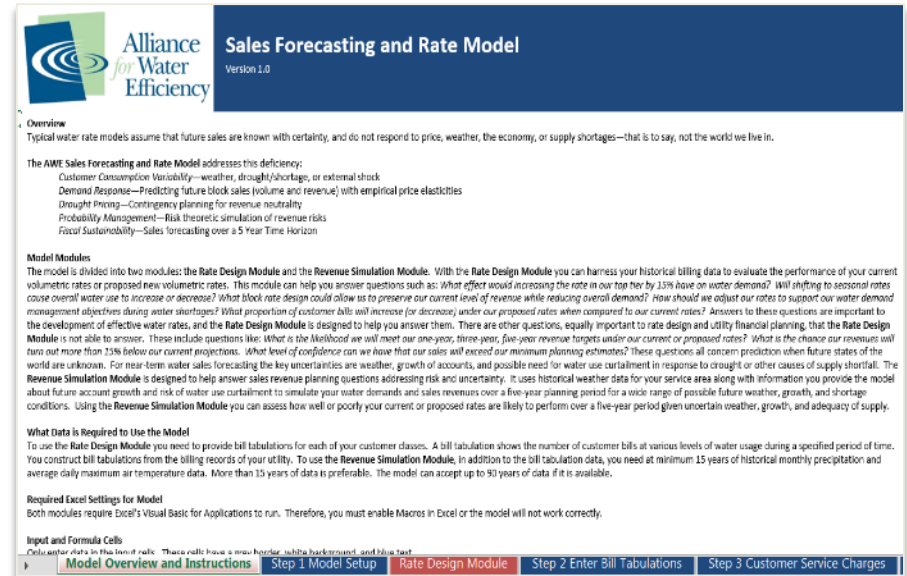 Alliance
for Water
Efficiency
Sales Forecasting and Rate Model
Version 1.0
Overview
Typical water rate models assume that future sales are known with certainty, and do not respond to price, weather, the economy, or supply shortages—that is to say, not the world we live in.
The AWE Sales Forecasting and Rate Model addresses this deficiency:
Customer Consumption Variability—weather, drought/shortage, or external shock
Demand Response—Predicting future block sales (volume and revenue) with empirical price elasticities
Drought Pricing—Contingency planning for revenue neutrality
Probability Management—Risk theoretic simulation of revenue risks
Fiscal Sustainability—Sales forecasting over a 5 Year Time Horizon
Model Modules
The model is divided into two modules: the Rate Design Module and the Revenue Simulation Module. With the Rate Design Module you can harness your historical billing data to evaluate the performance of your current
volumetric rates or proposed new volumetric rates. This module can help you answer questions such as: What effect would increasing the rate in our top tier by 15% have on water demand? Will shifting to seasonal rates
cause overall water use to increase or decrease? What block rate design could allow us to preserve our current level of revenue while reducing overall demand? How should we adjust our rates to support our water demand
management objectives during water shortages? What proportion of customer bills will increase (or decrease) under our proposed rates when compared to our current rates? Answers to these questions are important to
the development of effective water rates, and the Rate Design Module is designed to help you answer them. There are other questions, equally important to rate design and utility financial planning, that the Rate Design
Module is not able to answer. These include questions like: What is the likelihood we will meet our one-year, three-year, five-year revenue targets under our current or proposed rates? What is the chance our revenues will
turn out more than 15% below our current projections. What level of confidence can we have that our sales will exceed our minimum planning estimates? These questions all concern prediction when future states of the
world are unknown. For near-term water sales forecasting the key uncertainties are weather, growth of accounts, and possible need for water use curtailment in response to drought or other causes of supply shortfall. The
Revenue Simulation Module is designed to help answer sales revenue planning questions addressing risk and uncertainty. It uses historical weather data for your service area along with information you provide the model
about future account growth and risk of water use curtailment to simulate your water demands and sales revenues over a five-year planning period for a wide range of possible future weather, growth, and shortage
conditions. Using the Revenue Simulation Module you can assess how well or poorly your current or proposed rates are likely to perform over a five-year period given uncertain weather, growth, and adequacy of supply.
What Data is Required to Use the Model
To use the Rate Design Module you need to provide bill tabulations for each of your customer classes. A bill tabulation shows the number of customer bills at various levels of water usage during a specified period of time.
You construct bill tabulations from the billing records of your utility. To use the Revenue Simulation Module, in addition to the bill tabulation data, you need at minimum 15 years of historical monthly precipitation and
average daily maximum air temperature data. More than 15 years of data is preferable. The model can accept up to 90 years of data if it is available.
Required Excel Settings for Model
Both modules require Excel's Visual Basic for Applications to run. Therefore, you must enable Macros in Excel or the model will not work correctly.
Input and Formula Cells
Only enter data in the input cells. These cells have a gray border, white background, and blue text.
Model Overview and Instructions Step 1 Model Setup Rate Design Module Step 2 Enter Bill Tabulations Step 3 Customer Service Charges